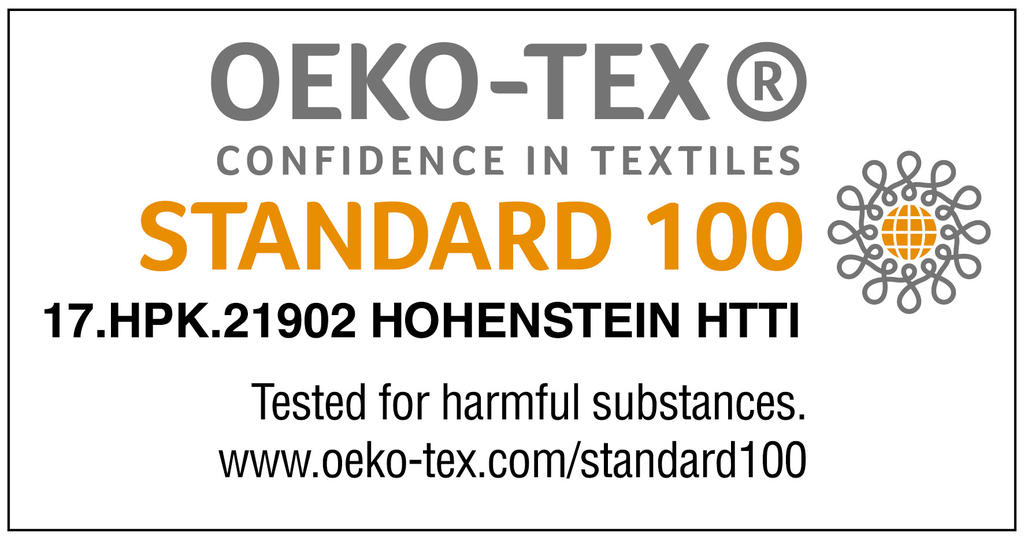 OEKO-TEX®
CONFIDENCE IN TEXTILES
STANDARD 100
17.HPK.21902 HOHENSTEIN HTTI
Tested for harmful substances.
www.oeko-tex.com/standard100